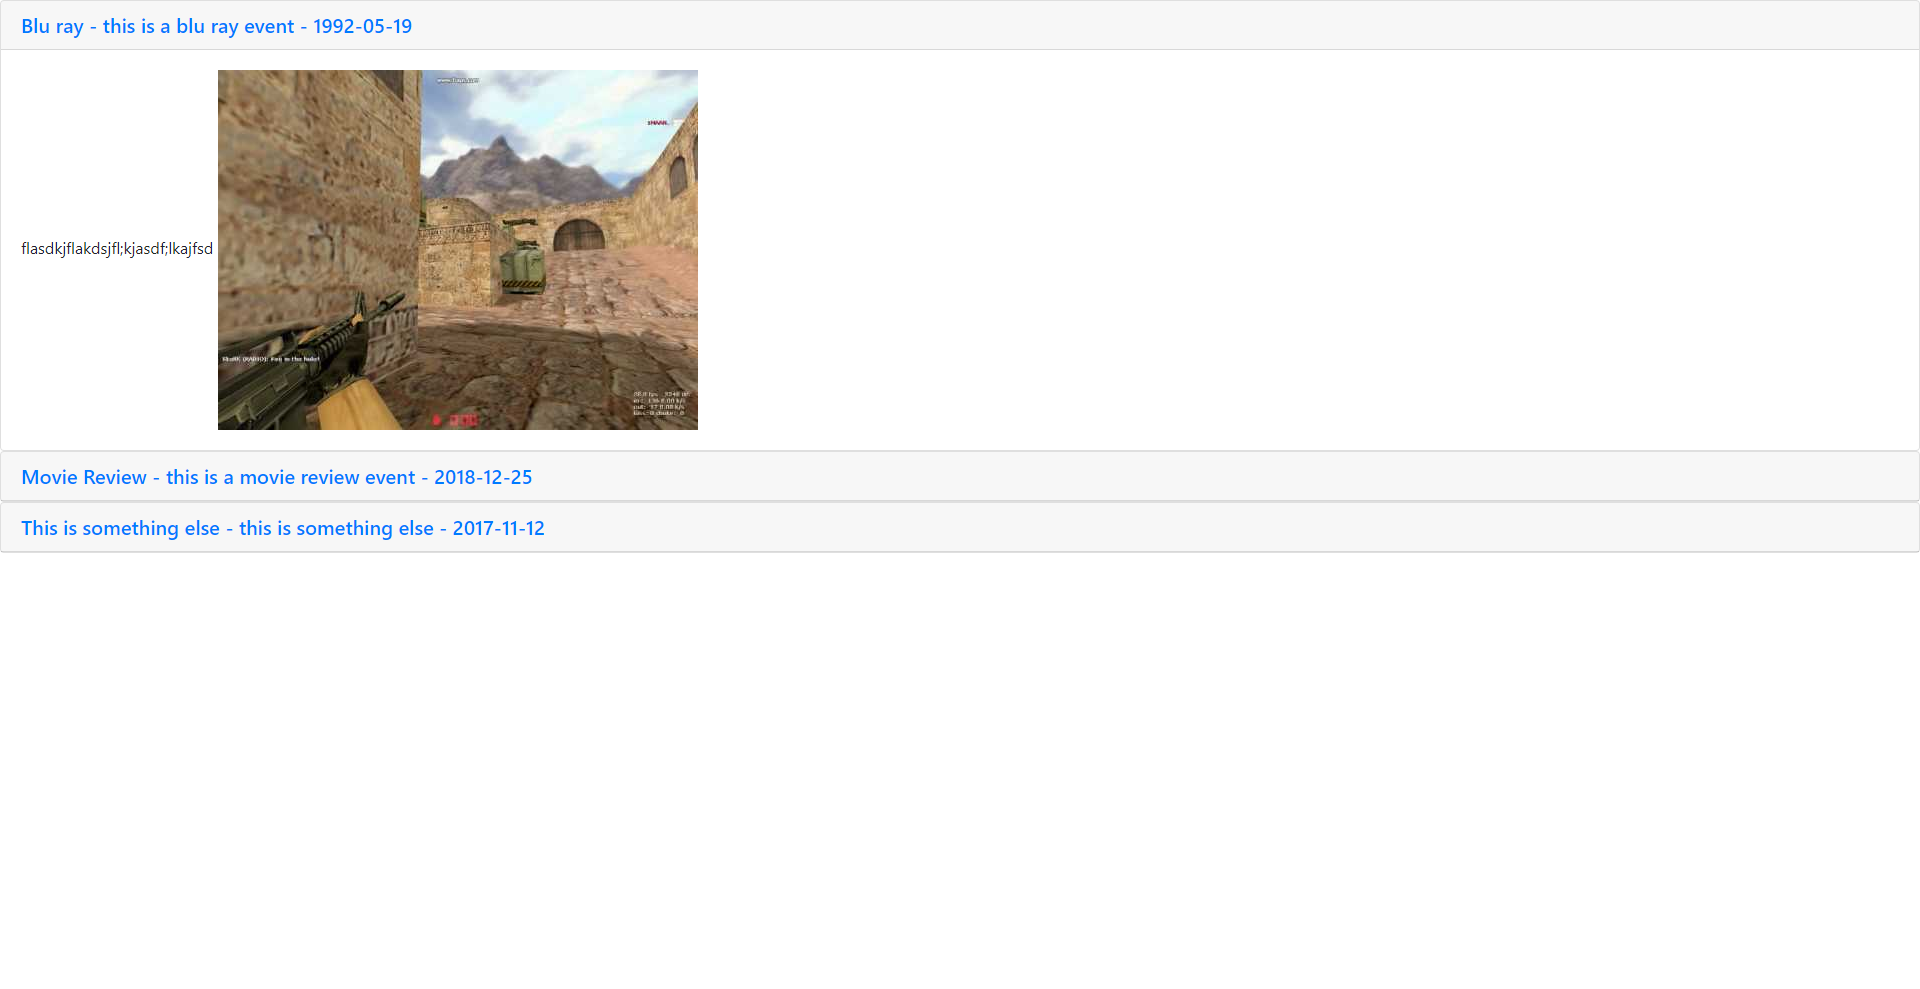 Blu ray - this is a blu ray event - 1992-05-19
flasdkjflakdsjfl;kjasdf;lkajfsd
Movie Review - this is a movie review event - 2018-12-25
This is something else - this is something else - 2017-11-12